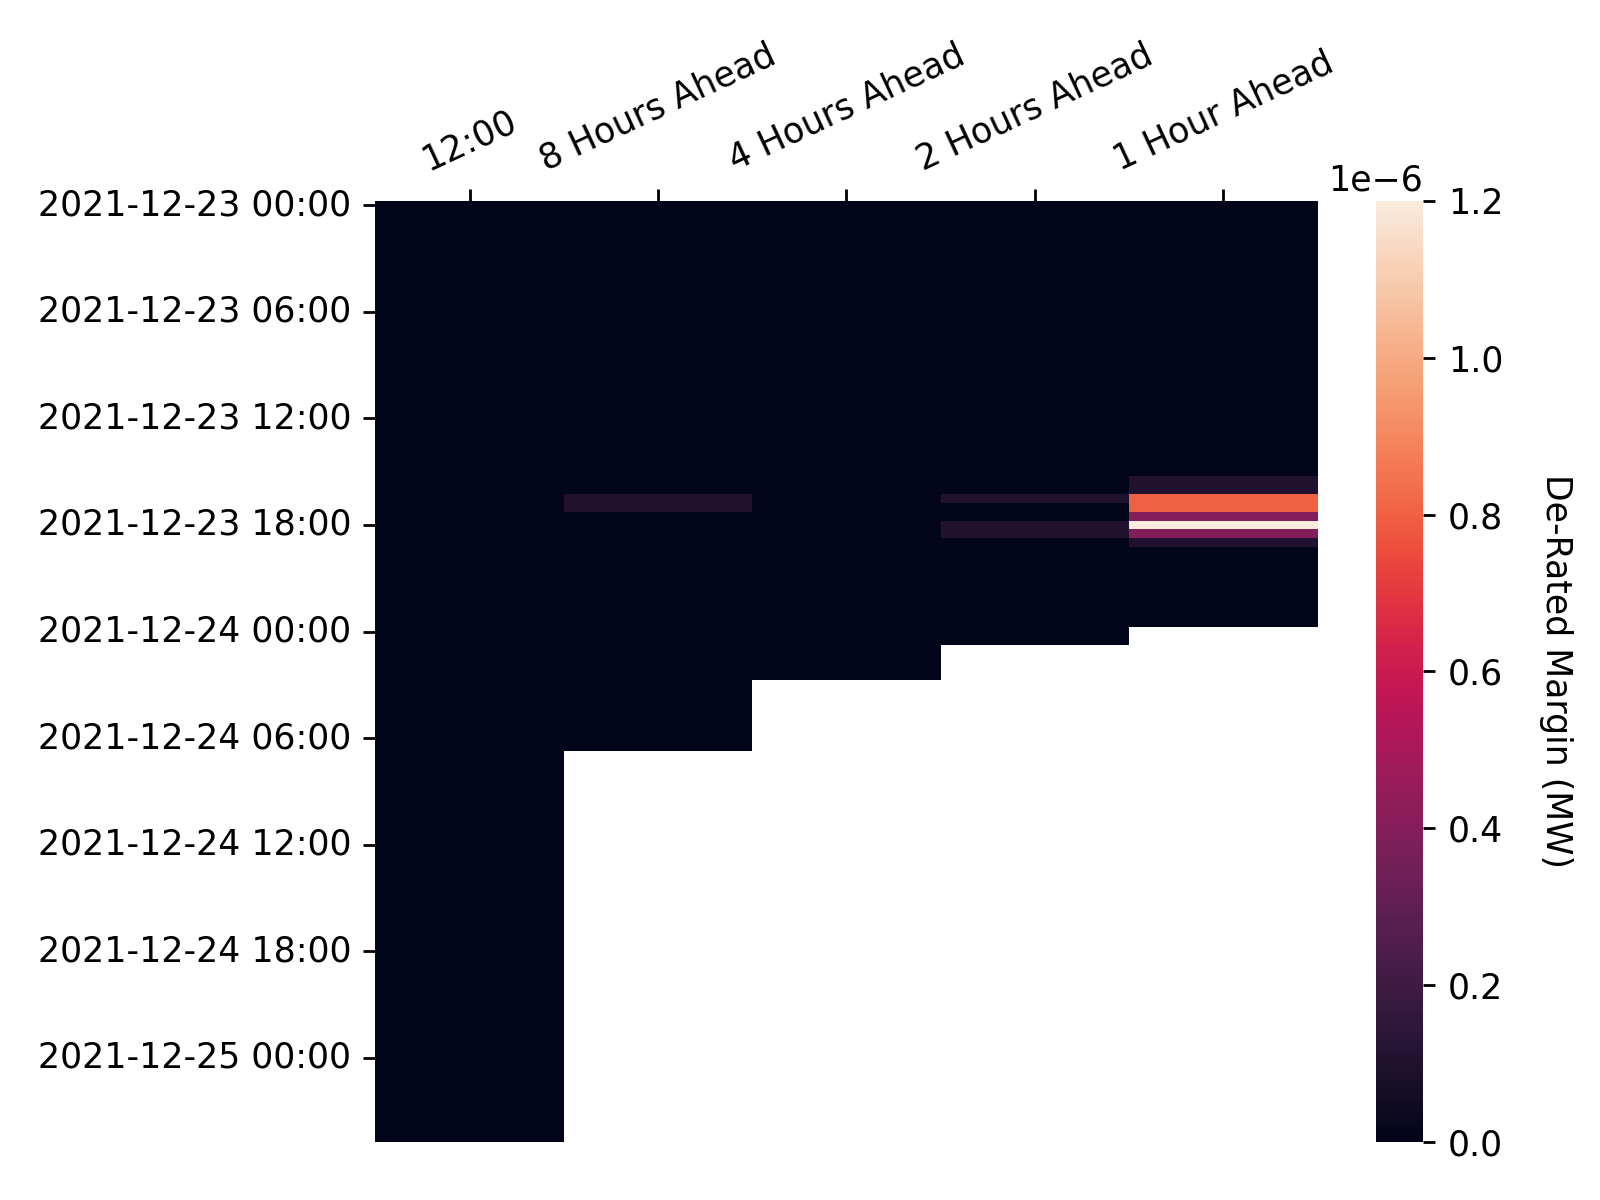 12:00
8 Hours Ahead
4 Hours Ahead
2 Hours Ahead
1 Hour Ahead
2021-12-23 00:00
2021-12-23 06:00
2021-12-23 12:00
2021-12-23 18:00
2021-12-24 00:00
2021-12-24 06:00
2021-12-24 12:00
2021-12-24 18:00
2021-12-25 00:00
1e−6
1.2
1.0
0.8
0.6
0.4
0.2
0.0
De-Rated Margin (MW)